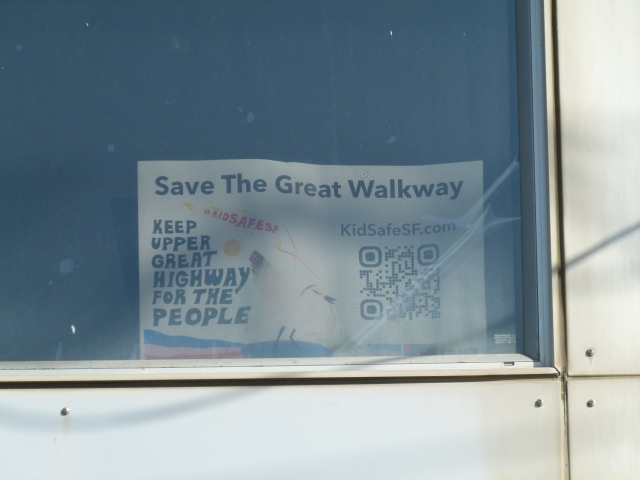 Save The Great Walkway
#KIDSAFESF
KEEP
UPPER
GREAT
HIGHWAY
FOR THE
PEOPLE
KidSafeSF.com